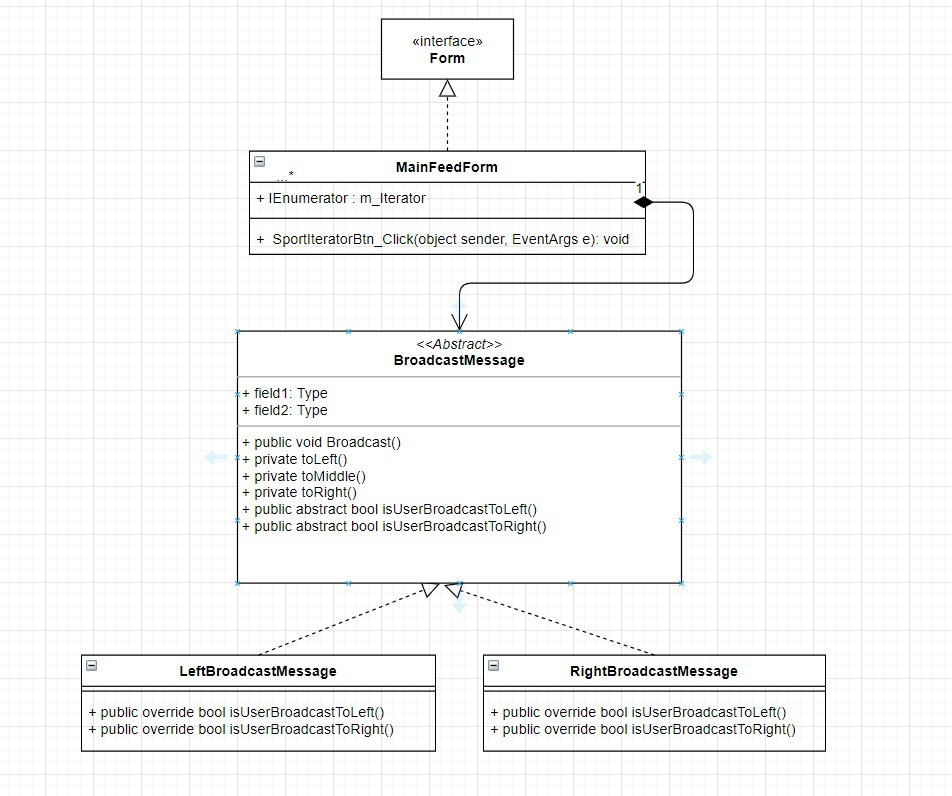 «interface»
Form
MainFeedForm
...*
+ IEnumerator : m_Iterator
1
+ SportIteratorBtn_Click(object sender, EventArgs e): void
<<Abstract>>
BroadcastMessage
+ field1: Type
+ field2: Type
+ public void Broadcast()
+ private toLeft()
+ private toMiddle()
+ private toRight()
+ public abstract bool isUserBroadcastToLeft()
+ public abstract bool isUserBroadcastToRight()
LeftBroadcastMessage
+ public override bool isUserBroadcastToLeft()
+ public override bool isUserBroadcastToRight()
RightBroadcastMessage
+ public override bool isUserBroadcastToLeft()
+ public override bool isUserBroadcastToRight()